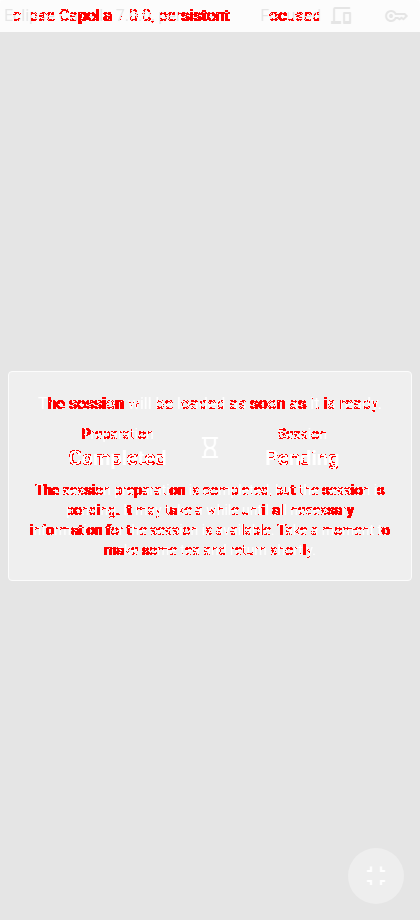 Eclipse Capella 7.0.0, persistent Focused
The session will be loaded as soon as it is ready.
Preparation Session
Completed Pending
The session preparation is completed, but the session is
pending. It may take a while until all necessary
information for the session is available. Take a moment to
make some tea and return shortly.